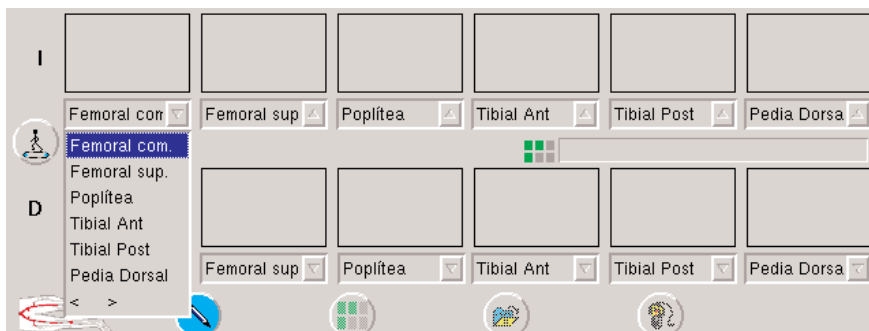 I
Femoral con Femoral sup Poplítea Tibial Ant Tibial Post Pedia Dorsa
Femoral com.
Femoral sup.
Poplítea
Tibial Ant
Tibial Post
Pedia Dorsal
< >
D
Femoral sup Poplítea Tibial Ant Tibial Post Pedia Dorsa